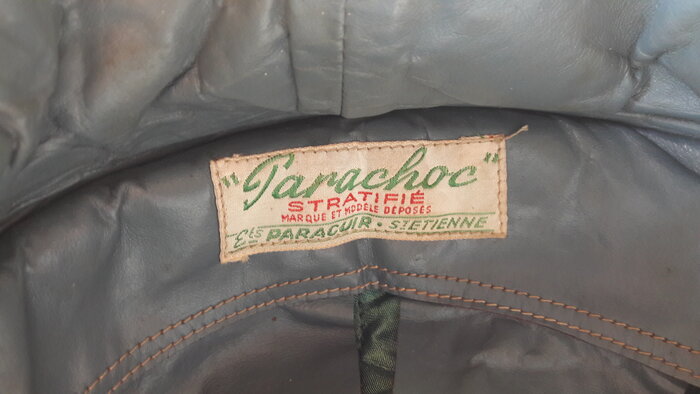 "Parachoc"
STRATIFIÉ
MARQUE ET MODÈLE DÉPOSÉS
Ets PARACUIR · ST ETIENNE